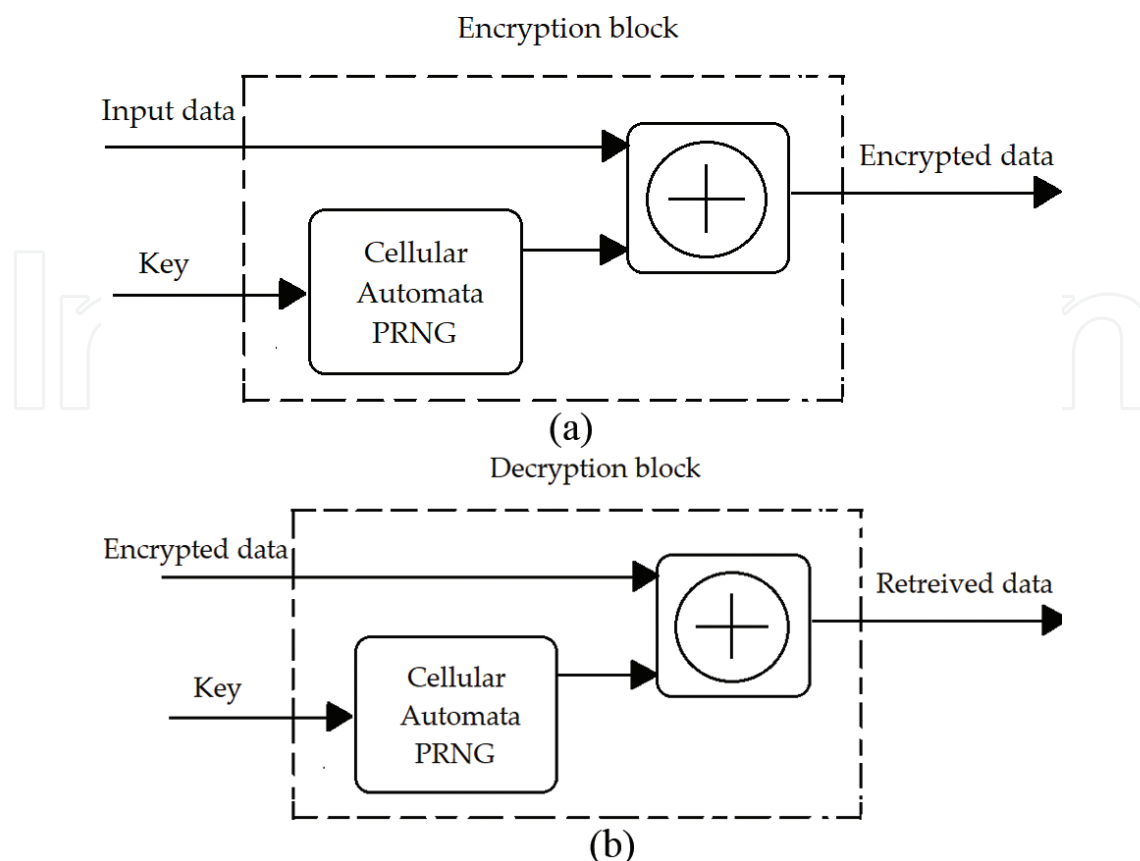 Encryption block
Input data
Encrypted data
Key
Cellular
Automata
PRNG
(a)
Decryption block
Encrypted data
Retreived data
Key
Cellular
Automata
PRNG
(b)